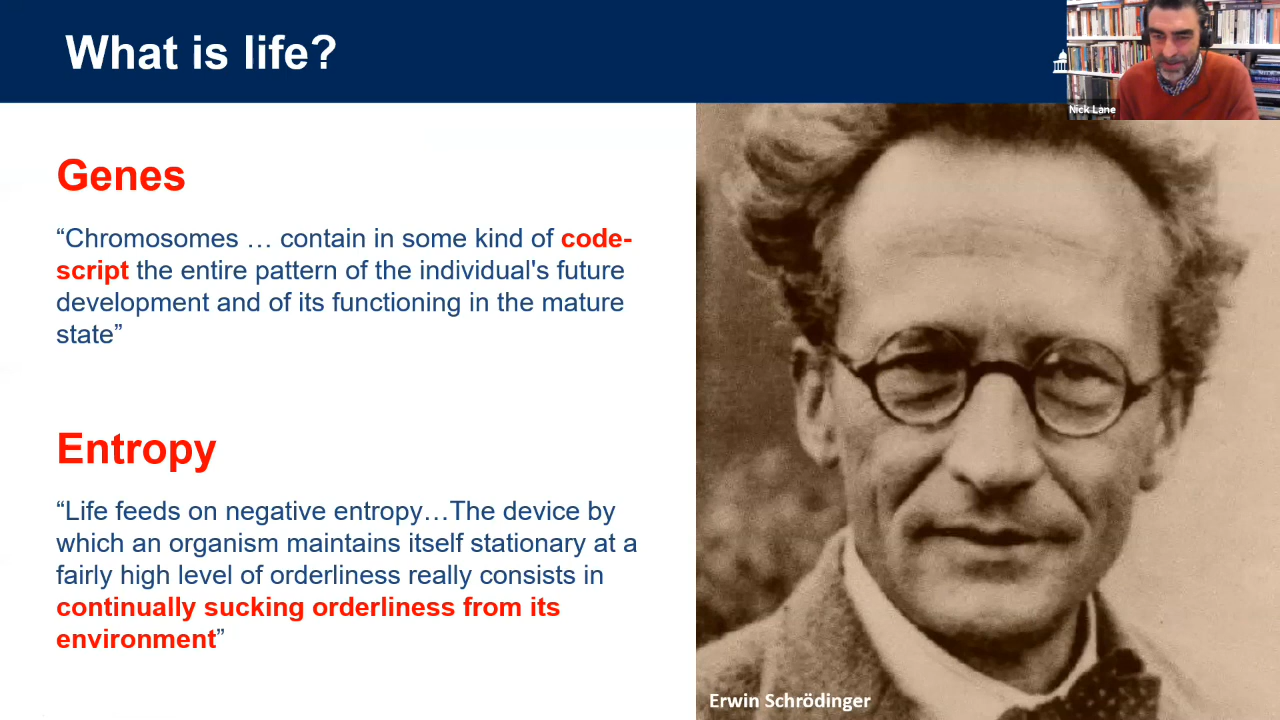 What is life?
Nick Lane
Genes
“Chromosomes … contain in some kind of code-
script the entire pattern of the individual's future
development and of its functioning in the mature
state”
Entropy
“Life feeds on negative entropy…The device by
which an organism maintains itself stationary at a
fairly high level of orderliness really consists in
continually sucking orderliness from its
environment”
Erwin Schrödinger